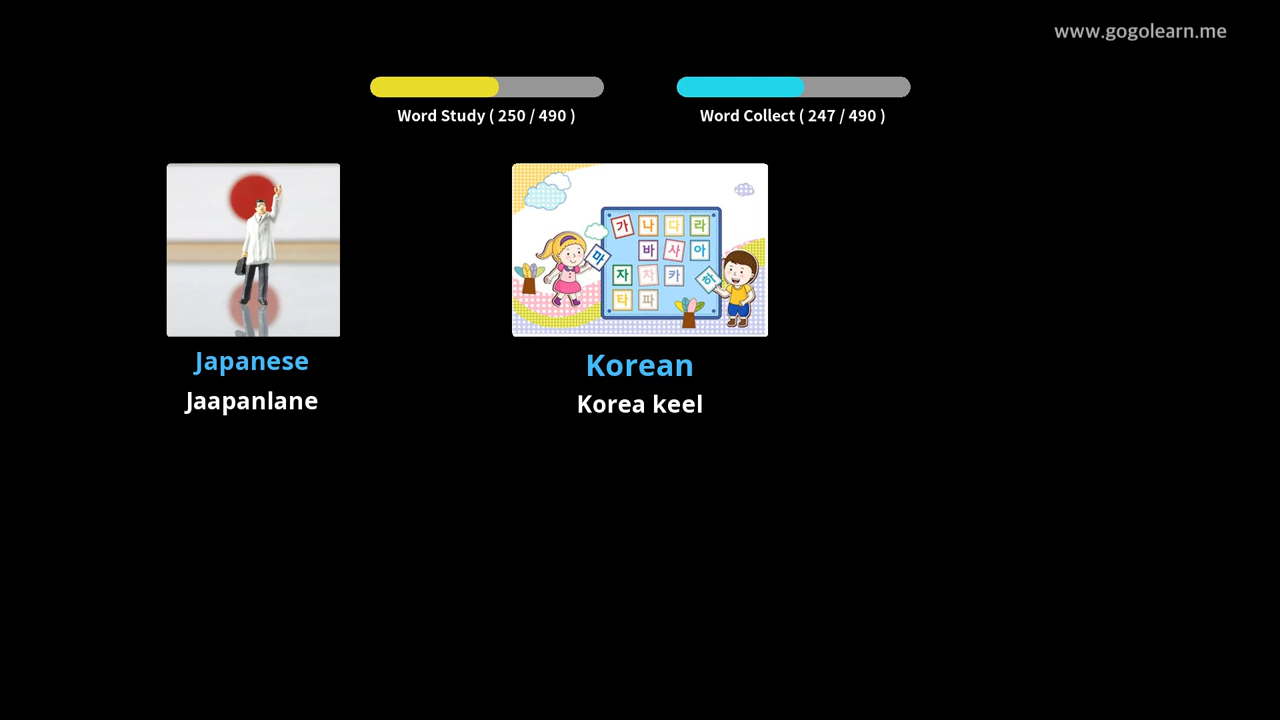 www.gogolearn.me
Word Study ( 250 / 490 )
Word Collect ( 247 / 490 )
가 나 다 라
마 바 사 아
자 차 카 하
타 파
Japanese
Jaapanlane
Korean
Korea keel